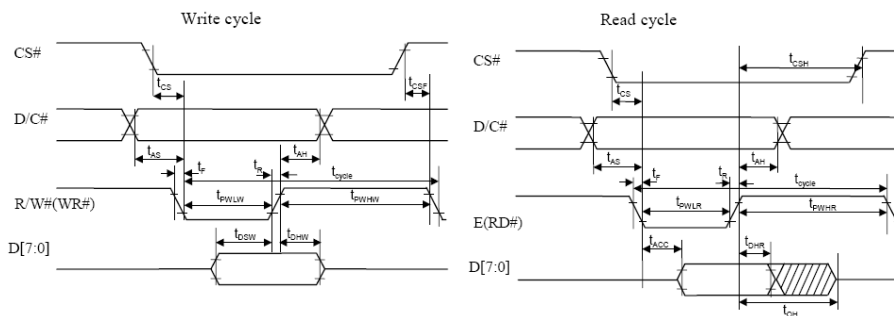 Write cycle
CS#
tCS
tCSF
D/C#
tAS
tF
tR
tAH
tcycle
R/W#(WR#)
tPWLW
tPWHW
D[7:0]
tDSW
tDHW
Read cycle
CS#
tCSH
tCS
D/C#
tAS
tF
tR
tAH
tcycle
E(RD#)
tPWLR
tPWHR
tACC
tDHR
D[7:0]
tOH